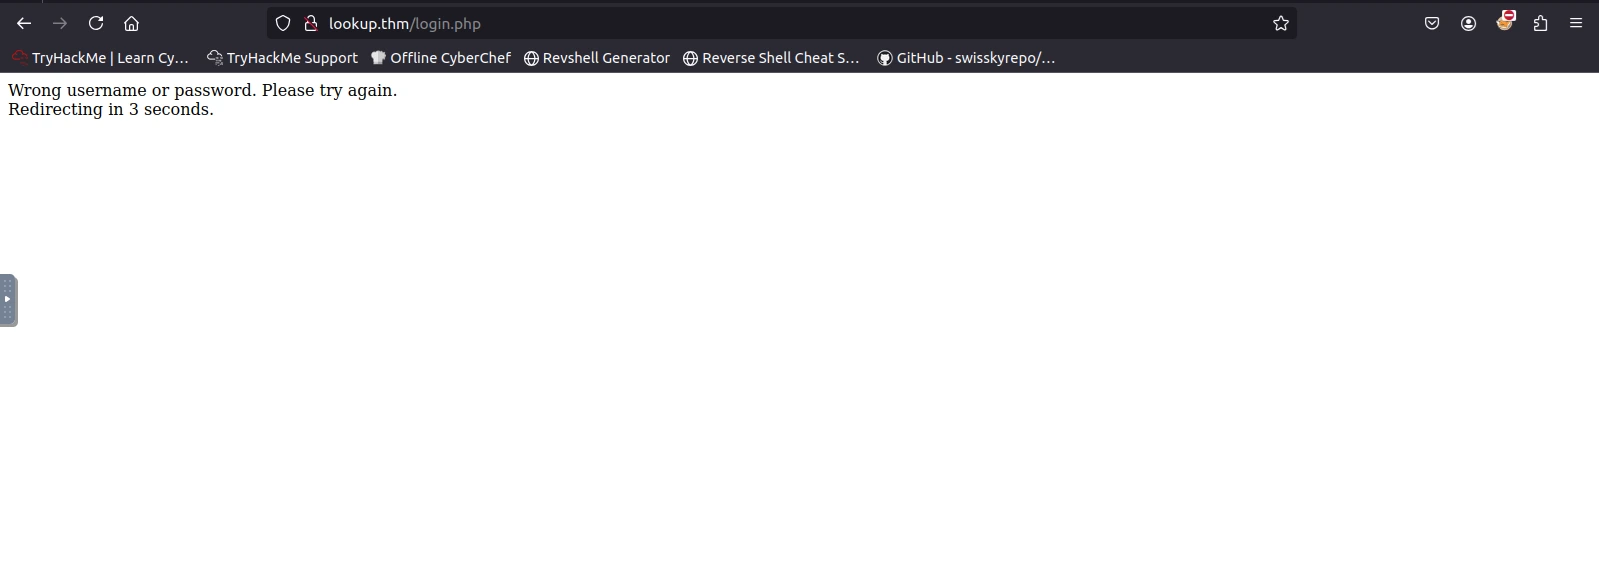 lookup.thm/login.php
TryHackMe | Learn Cy... TryHackMe Support Offline CyberChef Revshell Generator Reverse Shell Cheat S... GitHub - swisskyrepo/...
Wrong username or password. Please try again.
Redirecting in 3 seconds.